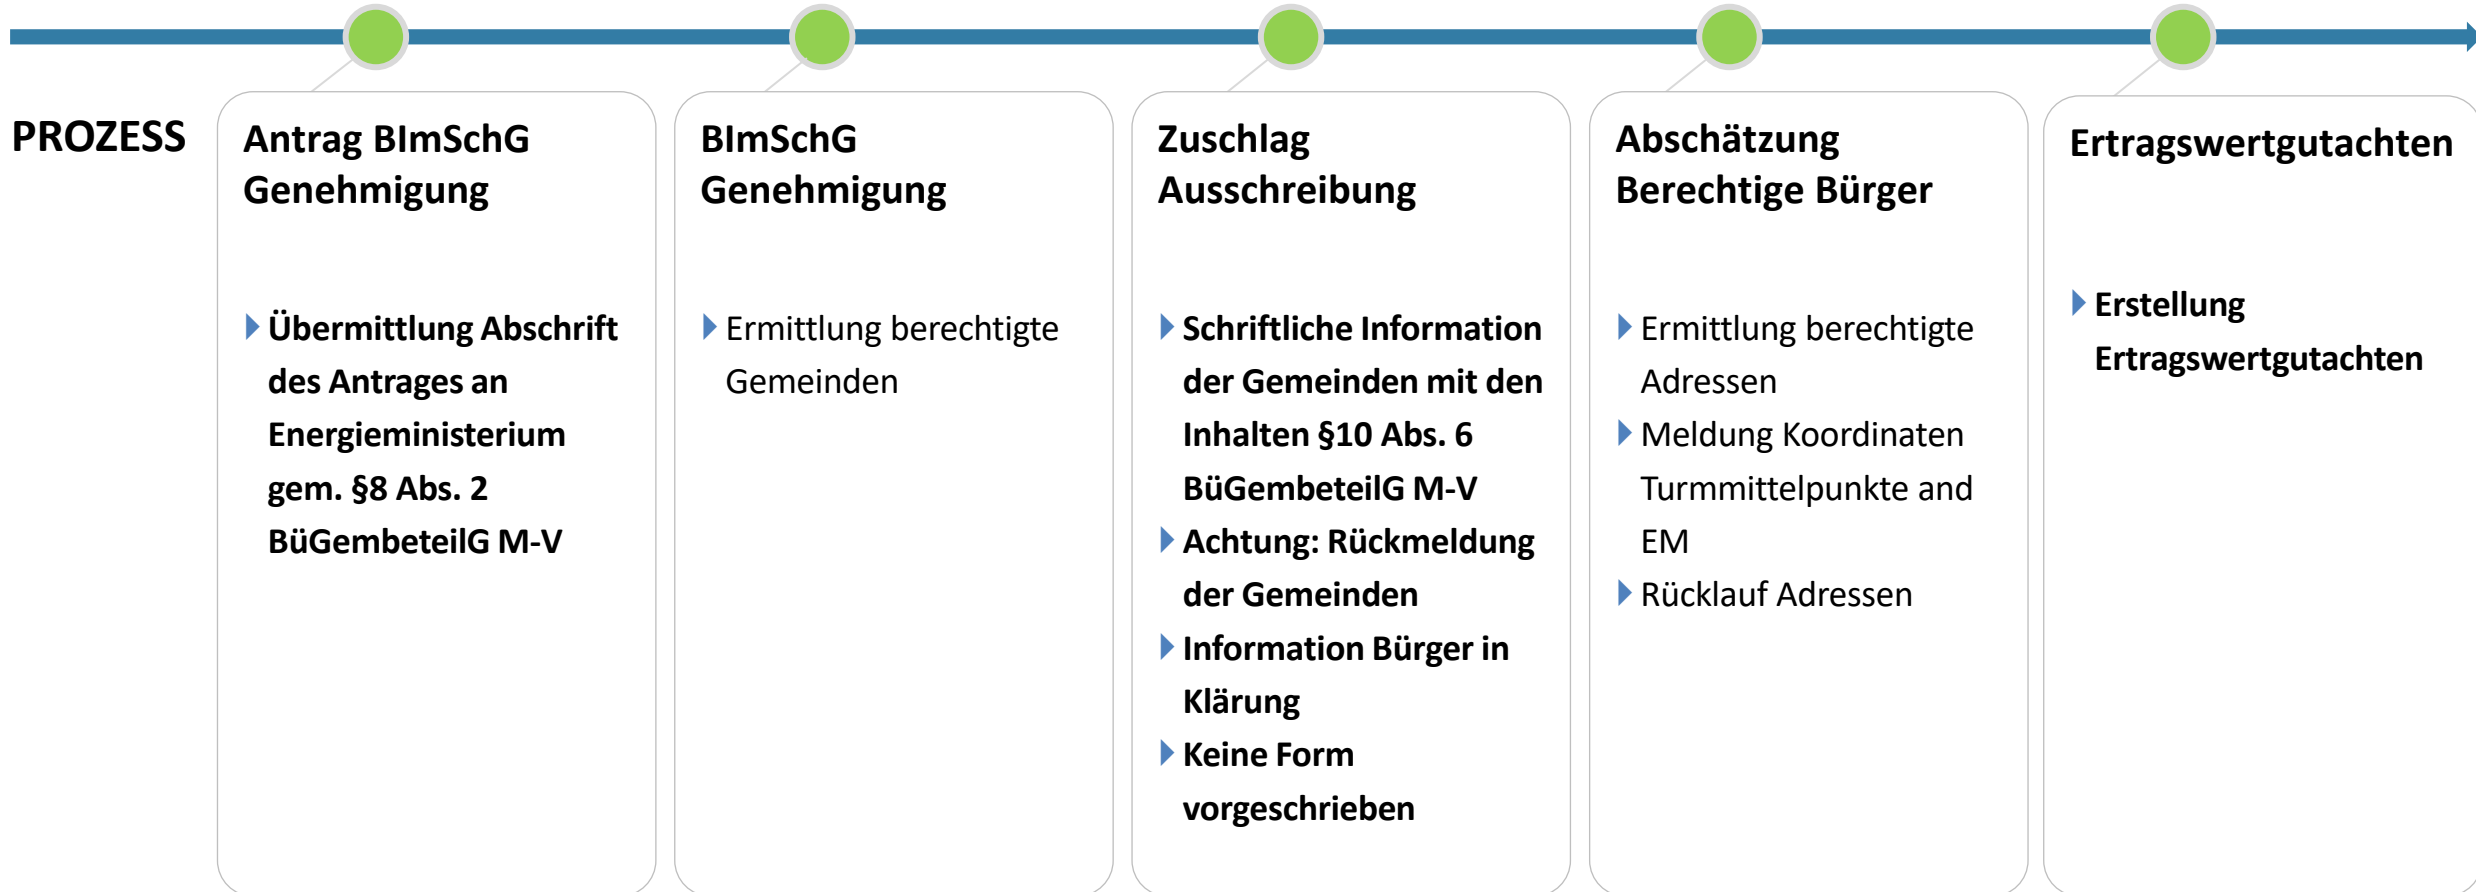 PROZESS
Antrag BImSchG
Genehmigung
Übermittlung Abschrift
des Antrages an
Energieministerium
gem. §8 Abs. 2
BüGembeteilG M-V
BImSchG
Genehmigung
Ermittlung berechtigte
Gemeinden
Zuschlag
Ausschreibung
Schriftliche Information
der Gemeinden mit den
Inhalten §10 Abs. 6
BüGembeteilG M-V
Achtung: Rückmeldung
der Gemeinden
Information Bürger in
Klärung
Keine Form
vorgeschrieben
Abschätzung
Berechtige Bürger
Ermittlung berechtigte
Adressen
Meldung Koordinaten
Turmmittelpunkte and
EM
Rücklauf Adressen
Ertragswertgutachten
Erstellung
Ertragswertgutachten